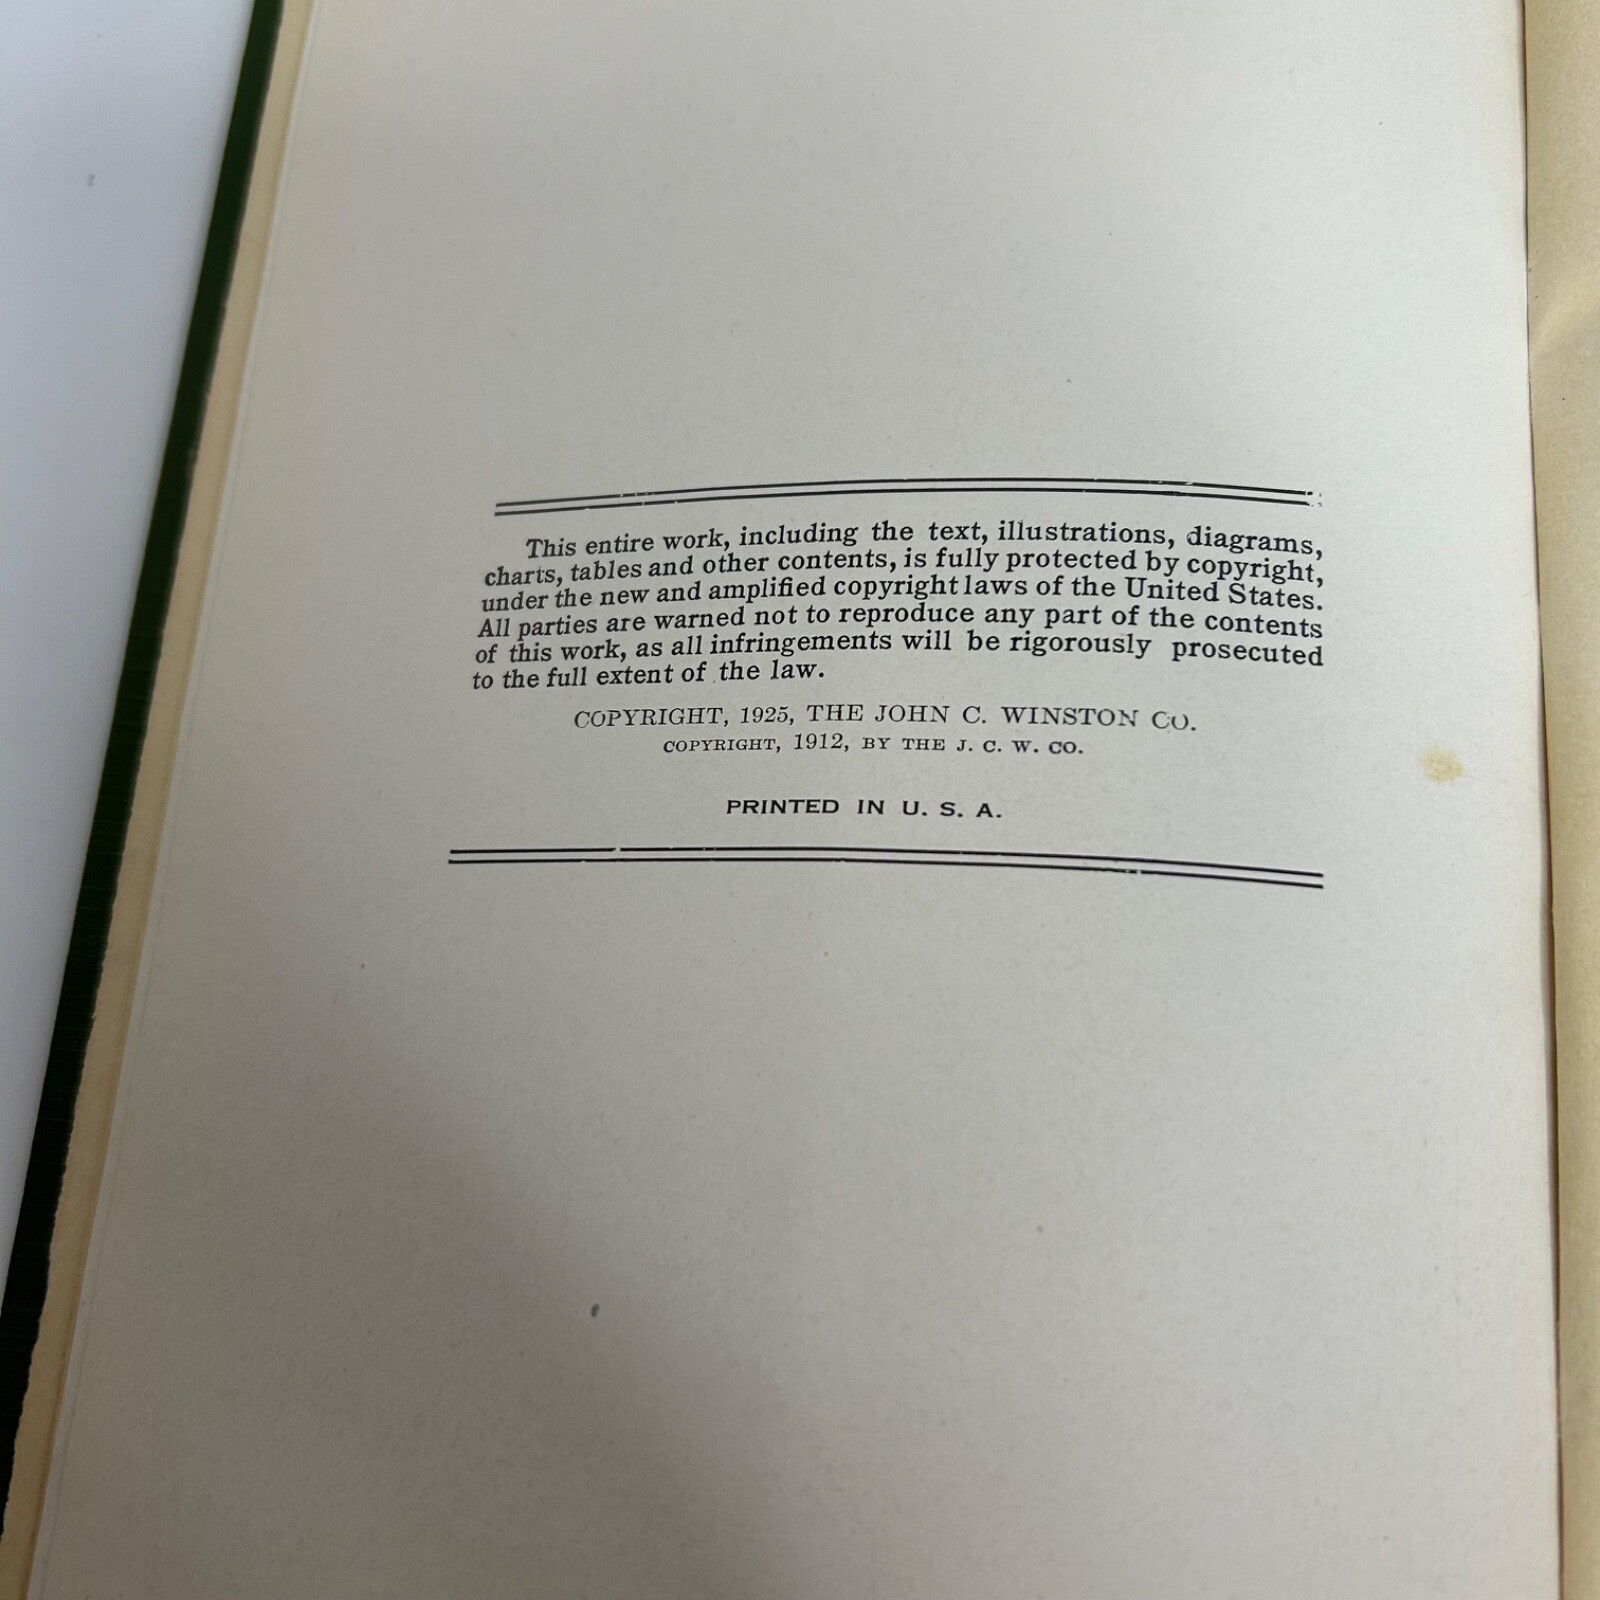 This entire work, including the text, illustrations, diagrams,
charts, tables and other contents, is fully protected by copyright,
under the new and amplified copyright laws of the United States.
All parties are warned not to reproduce any part of the contents
of this work, as all infringements will be rigorously prosecuted
to the full extent of the law.
COPYRIGHT, 1925, THE JOHN C. WINSTON CO.
COPYRIGHT, 1912, BY THE J. C. W. CO.
PRINTED IN U. S. A.